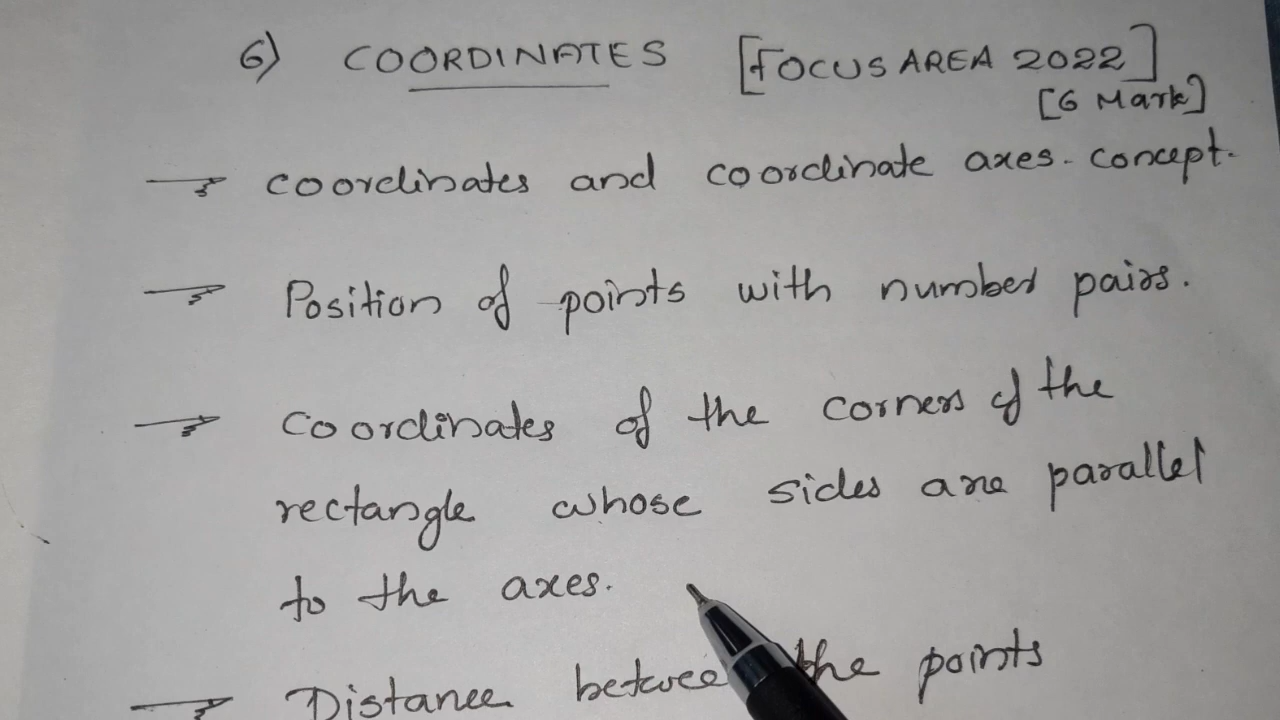 6) COORDINATES [FOCUS AREA 2022]
[6 Mark]
→ coordinates and coordinate axes - concept.
→ Position of points with number pairs.
→ coordinates of the corners of the
rectangle whose sides are parallel
to the axes.
→ Distance between the points